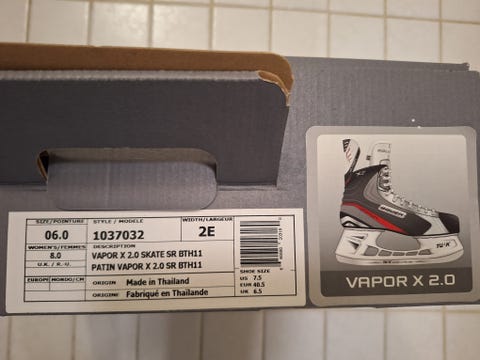 SIZE/POINTURE STYLE / MODELE WIDTH/LARGEUR
06.0 1037032 2E
WOMEN'S/FEMMES DESCRIPTION
8.0 VAPOR X 2.0 SKATE SR BTH11
U.K. / R.-U. PATIN VAPOR X 2.0 SR BTH11
EUROPE MONDO/CM ORIGIN Made in Thailand
ORIGINE Fabriqué en Thaïlande
SHOE SIZE
US 7.5
EUR 40.5
UK 6.5
BAUER
TUUK
VAPOR X 2.0